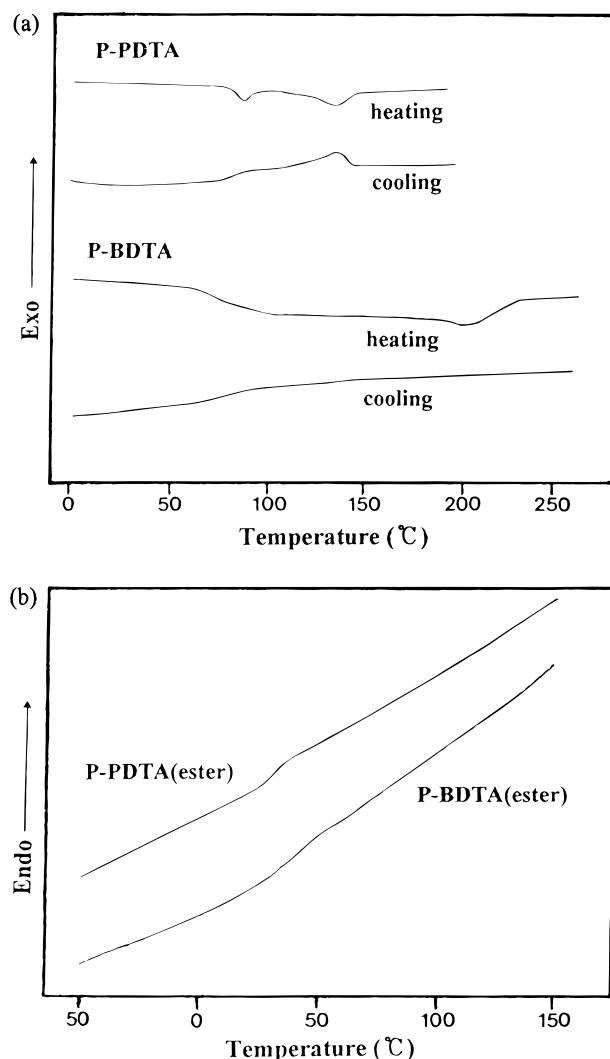 (a)
P-PDTA
heating
cooling
P-BDTA
heating
cooling
Exo
0 50 100 150 200 250
Temperature (℃)
(b)
P-PDTA(ester)
P-BDTA(ester)
Endo
50 0 50 100 150
Temperature (℃)